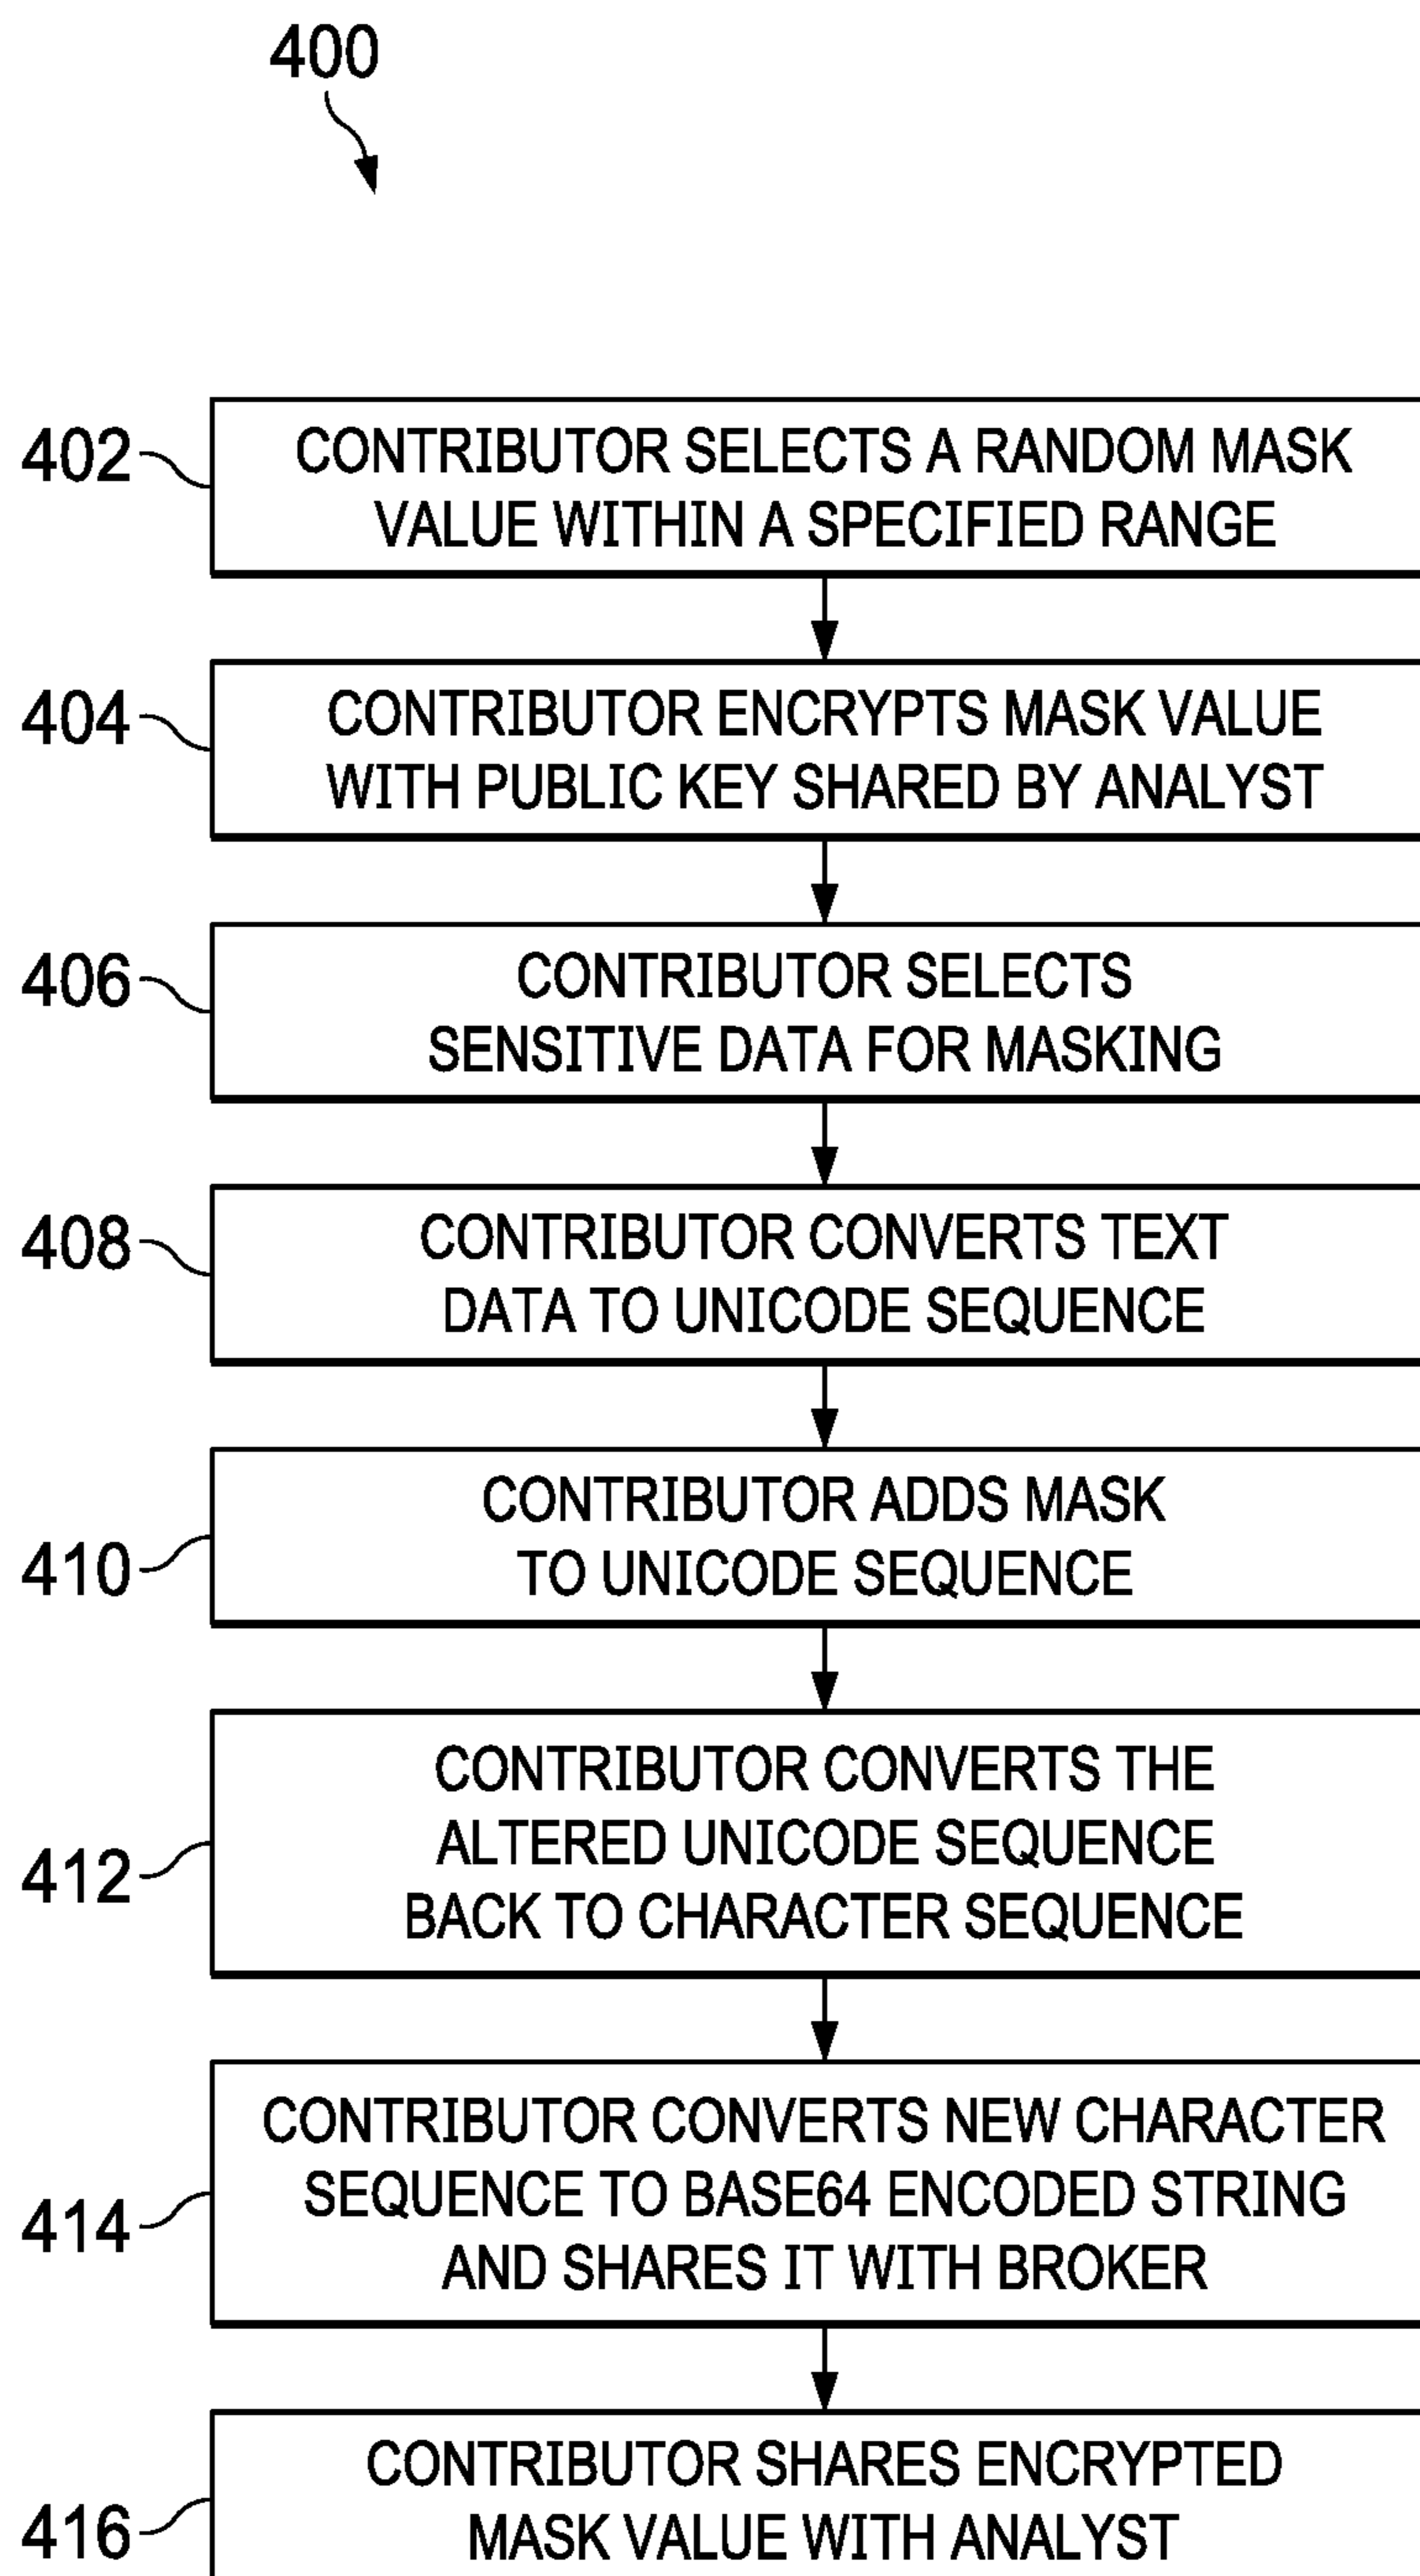 400
402
CONTRIBUTOR SELECTS A RANDOM MASK
VALUE WITHIN A SPECIFIED RANGE
404
CONTRIBUTOR ENCRYPTS MASK VALUE
WITH PUBLIC KEY SHARED BY ANALYST
406
CONTRIBUTOR SELECTS
SENSITIVE DATA FOR MASKING
408
CONTRIBUTOR CONVERTS TEXT
DATA TO UNICODE SEQUENCE
410
CONTRIBUTOR ADDS MASK
TO UNICODE SEQUENCE
412
CONTRIBUTOR CONVERTS THE
ALTERED UNICODE SEQUENCE
BACK TO CHARACTER SEQUENCE
414
CONTRIBUTOR CONVERTS NEW CHARACTER
SEQUENCE TO BASE64 ENCODED STRING
AND SHARES IT WITH BROKER
416
CONTRIBUTOR SHARES ENCRYPTED
MASK VALUE WITH ANALYST